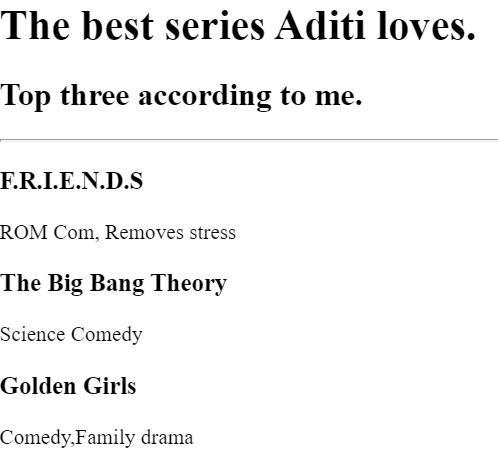 The best series Aditi loves.
Top three according to me.
F.R.I.E.N.D.S
ROM Com, Removes stress
The Big Bang Theory
Science Comedy
Golden Girls
Comedy,Family drama